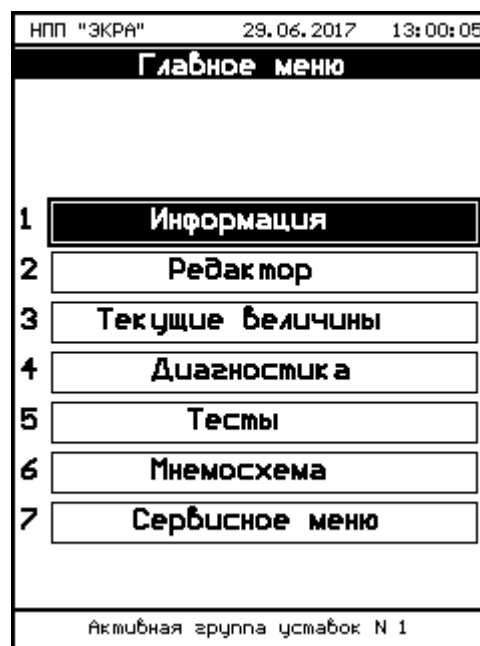 НПП "ЭКРА" 29.06.2017 13:00:05
Главное меню
1 Информация
2 Редактор
3 Текущие величины
4 Диагностика
5 Тесты
6 Мнемосхема
7 Сервисное меню
Активная группа уставок N 1